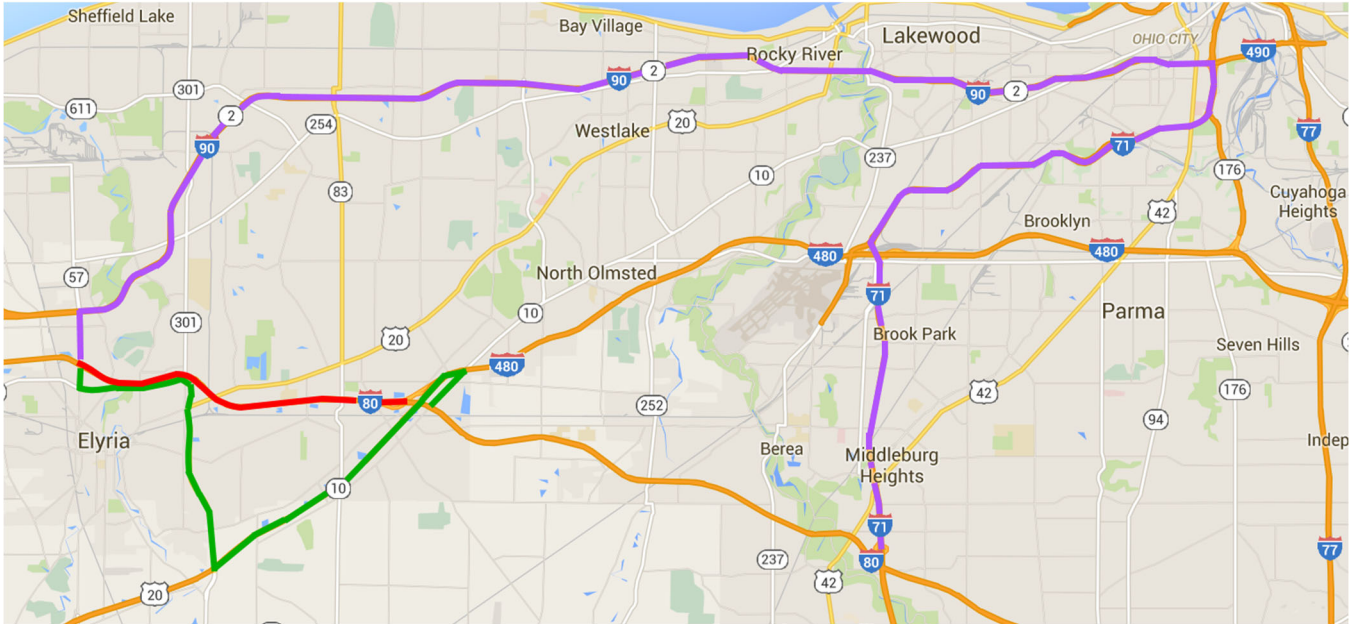 Sheffield Lake
Bay Village
Lakewood
OHIO CITY
Rocky River
490
90
2
301
611
2
254
90
Westlake
20
90
2
77
71
237
10
176
83
Cuyahoga
Heights
42
Brooklyn
480
480
57
North Olmsted
71
10
301
Parma
Brook Park
20
Seven Hills
480
80
252
42
176
94
Elyria
Berea
Middleburg
Heights
Indep
10
71
77
237
80
42
20